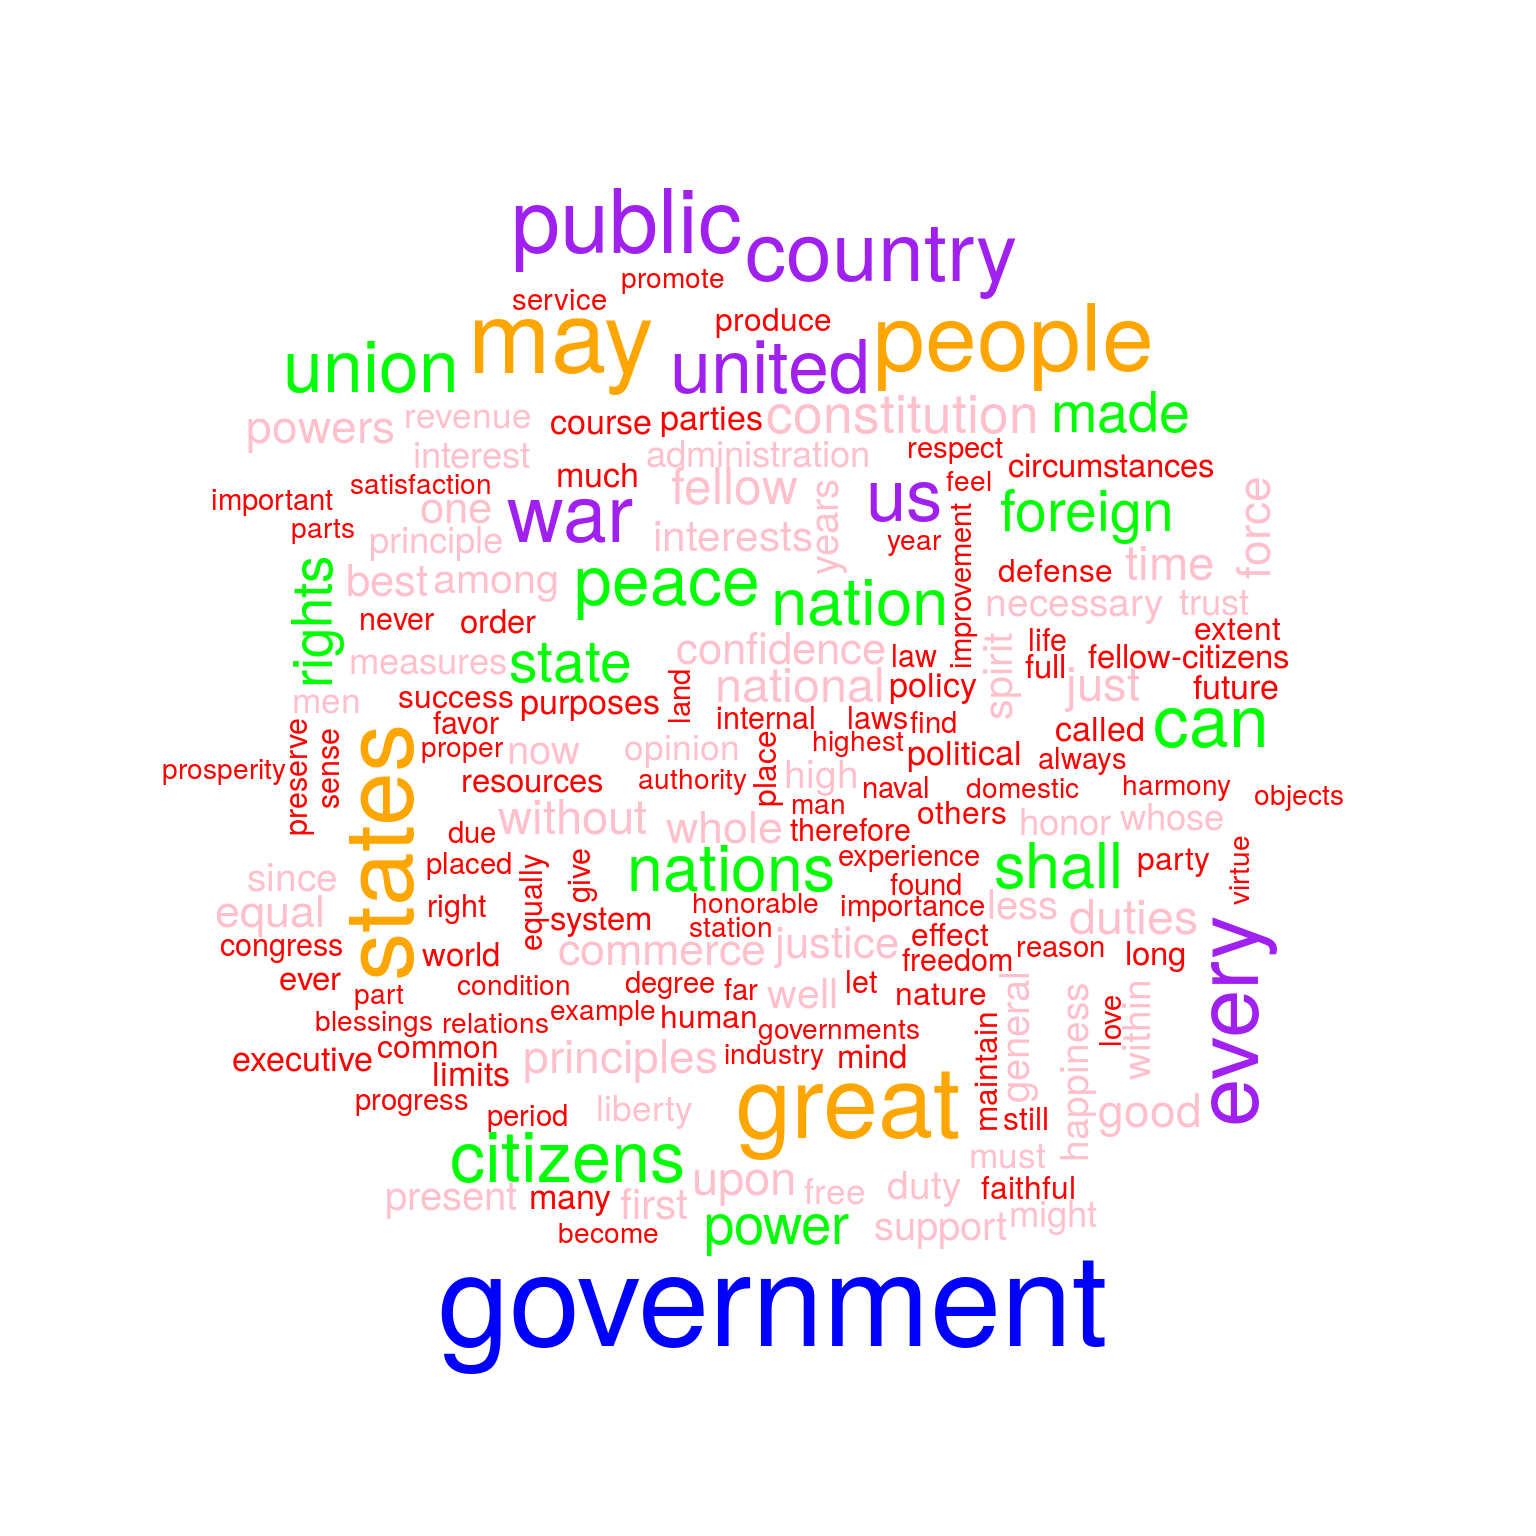 public
country
promote
service
produce
may
people
union
united
powers
revenue
course
parties
constitution
made
interest
administration
respect
circumstances
satisfaction
much
fellow
us
feel
important
one
war
years
foreign
force
parts
principle
interests
year
improvement
rights
best
among
peace
nation
defense
time
necessary
trust
never
order
confidence
law
spirit
life
extent
measures
state
full
fellow-citizens
men
success
purposes
land
national
policy
just
future
favor
internal
laws
find
called
can
preserve
sense
states
proper
now
opinion
place
highest
political
always
prosperity
resources
authority
high
naval
domestic
harmony
objects
man
others
due
without
whole
therefore
honor
whose
placed
equally
give
nations
experience
shall
party
virtue
since
found
equal
right
system
honorable
importance
less
duties
station
congress
world
commerce
justice
effect
freedom
reason
long
every
ever
part
condition
degree
far
well
let
nature
general
happiness
love
within
blessings
relations
example
human
governments
maintain
executive
common
principles
industry
mind
limits
progress
period
liberty
great
still
good
citizens
must
present
many
first
upon
free
duty
faithful
become
power
support
might
government